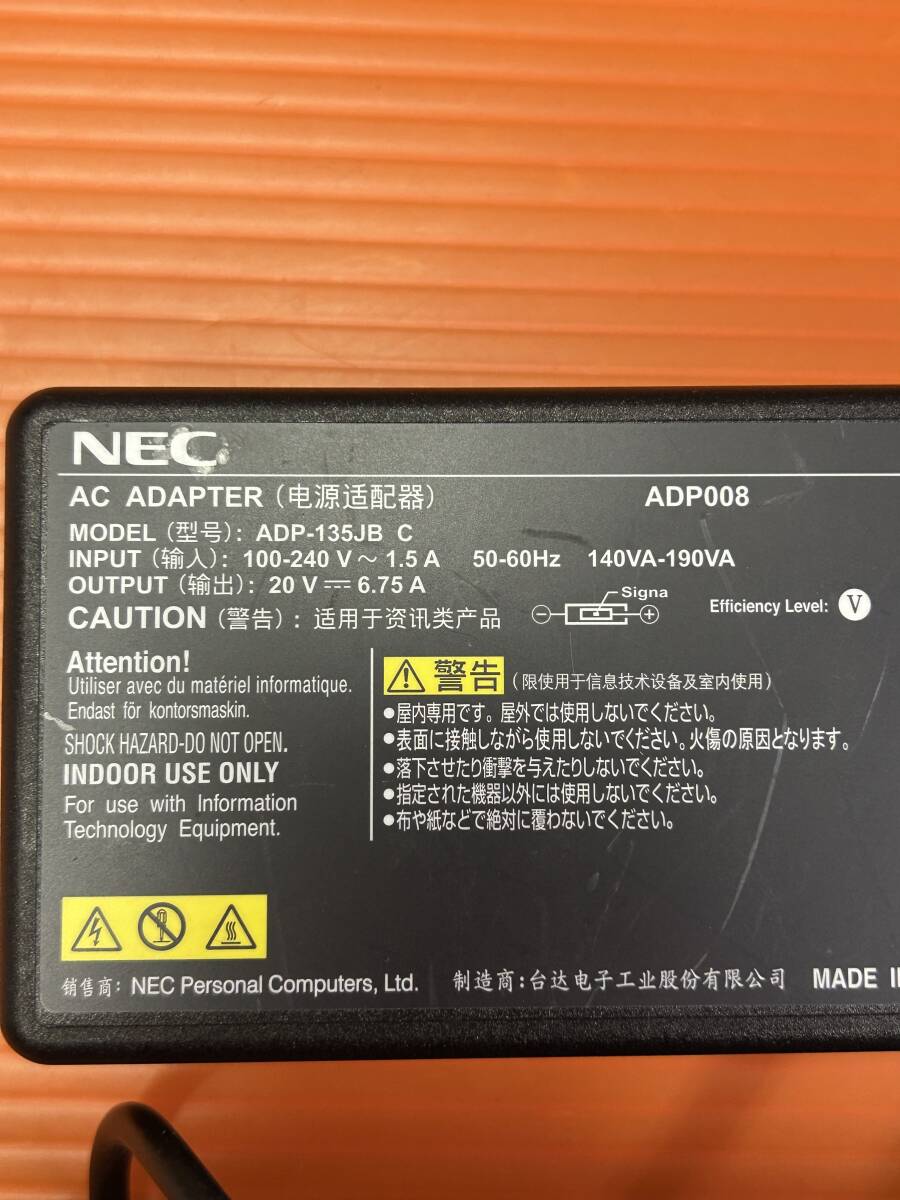 NEC
AC ADAPTER (电源适配器) ADP008
MODEL (型号): ADP-135JB C
INPUT (输入): 100-240 V～ 1.5 A 50-60Hz 140VA-190VA
OUTPUT (输出): 20 V⎓ 6.75 A
Signa
CAUTION (警告): 适用于资讯类产品 ⊖ ⊕ Efficiency Level: Ⅴ
Attention!
Utiliser avec du matériel informatique.
Endast för kontorsmaskin.
SHOCK HAZARD-DO NOT OPEN.
INDOOR USE ONLY
For use with Information
Technology Equipment.
警告 (限使用于信息技术设备及室内使用)
●屋内専用です。屋外では使用しないでください。
●表面に接触しながら使用しないでください。火傷の原因となります。
●落下させたり衝撃を与えたりしないでください。
●指定された機器以外には使用しないでください。
●布や紙などで絶対に覆わないでください。
销售商: NEC Personal Computers, Ltd. 制造商:台达电子工业股份有限公司 MADE